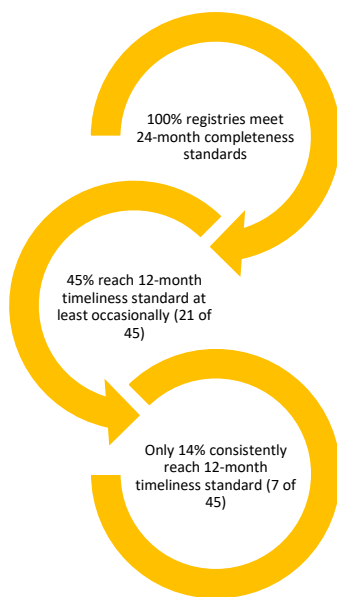 100% registries meet
24-month completeness
standards
45% reach 12-month
timeliness standard at
least occasionally (21 of
45)
Only 14% consistently
reach 12-month
timeliness standard (7 of
45)